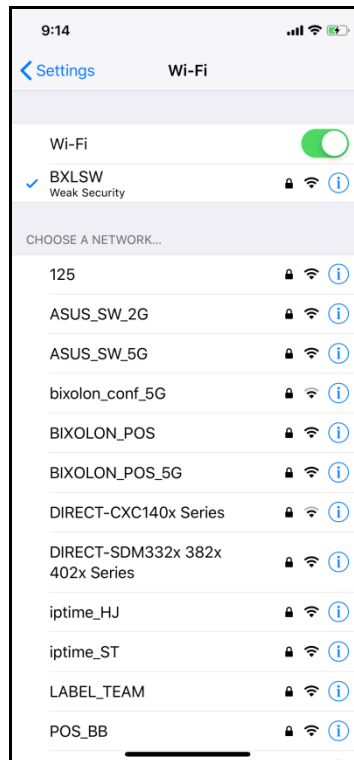 9:14
Settings
Wi-Fi
Wi-Fi
BXLSW
Weak Security
CHOOSE A NETWORK...
125
ASUS_SW_2G
ASUS_SW_5G
bixolon_conf_5G
BIXOLON_POS
BIXOLON_POS_5G
DIRECT-CXC140x Series
DIRECT-SDM332x 382x
402x Series
iptime_HJ
iptime_ST
LABEL_TEAM
POS_BB